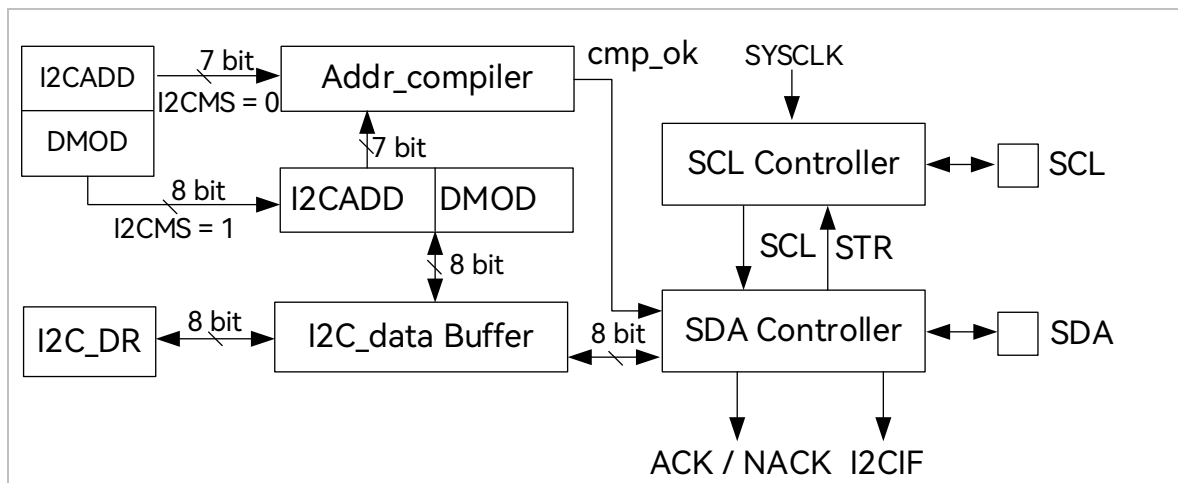 I2CADD
DMOD
7 bit
I2CMS = 0
Addr_compiler
cmp_ok
SYSCLK
7 bit
SCL Controller
SCL
8 bit
I2CMS = 1
I2CADD
DMOD
SCL
STR
8 bit
I2C_DR
8 bit
I2C_data Buffer
8 bit
SDA Controller
SDA
ACK / NACK
I2CIF